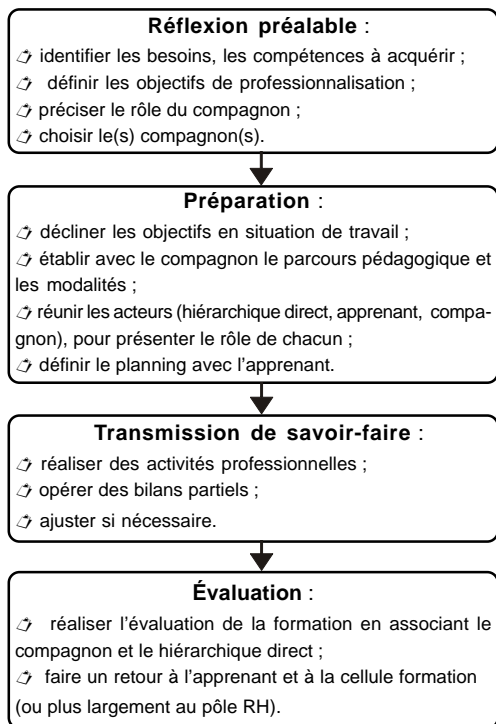 Réflexion préalable :
identifier les besoins, les compétences à acquérir ;
définir les objectifs de professionnalisation ;
préciser le rôle du compagnon ;
choisir le(s) compagnon(s).
Préparation :
décliner les objectifs en situation de travail ;
établir avec le compagnon le parcours pédagogique et
les modalités ;
réunir les acteurs (hiérarchique direct, apprenant, compa-
gnon), pour présenter le rôle de chacun ;
définir le planning avec l'apprenant.
Transmission de savoir-faire :
réaliser des activités professionnelles ;
opérer des bilans partiels ;
ajuster si nécessaire.
Évaluation :
réaliser l'évaluation de la formation en associant le
compagnon et le hiérarchique direct ;
faire un retour à l'apprenant et à la cellule formation
(ou plus largement au pôle RH).